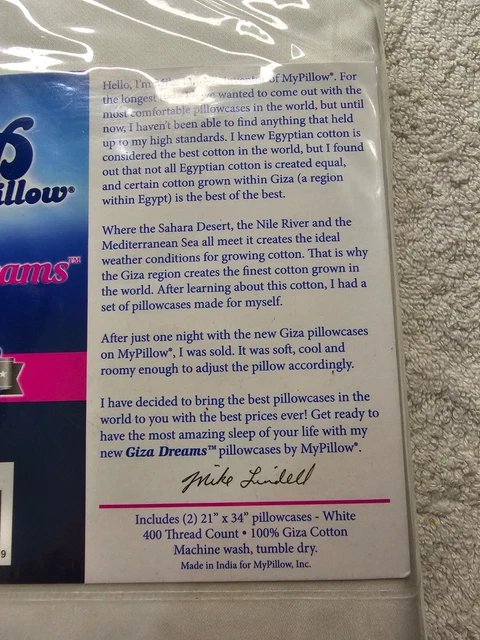 Hello, I'm of MyPillow®. For
the longest we wanted to come out with the
most comfortable pillowcases in the world, but until
now, I haven't been able to find anything that held
up to my high standards. I knew Egyptian cotton is
considered the best cotton in the world, but I found
out that not all Egyptian cotton is created equal,
and certain cotton grown within Giza (a region
within Egypt) is the best of the best.
Where the Sahara Desert, the Nile River and the
Mediterranean Sea all meet it creates the ideal
weather conditions for growing cotton. That is why
the Giza region creates the finest cotton grown in
the world. After learning about this cotton, I had a
set of pillowcases made for myself.
After just one night with the new Giza pillowcases
on MyPillow®, I was sold. It was soft, cool and
roomy enough to adjust the pillow accordingly.
I have decided to bring the best pillowcases in the
world to you with the best prices ever! Get ready to
have the most amazing sleep of your life with my
new Giza Dreams™ pillowcases by MyPillow®.
Mike Lindell
Includes (2) 21" x 34" pillowcases - White
400 Thread Count • 100% Giza Cotton
Machine wash, tumble dry.
Made in India for MyPillow, Inc.
illow®
ams™
9